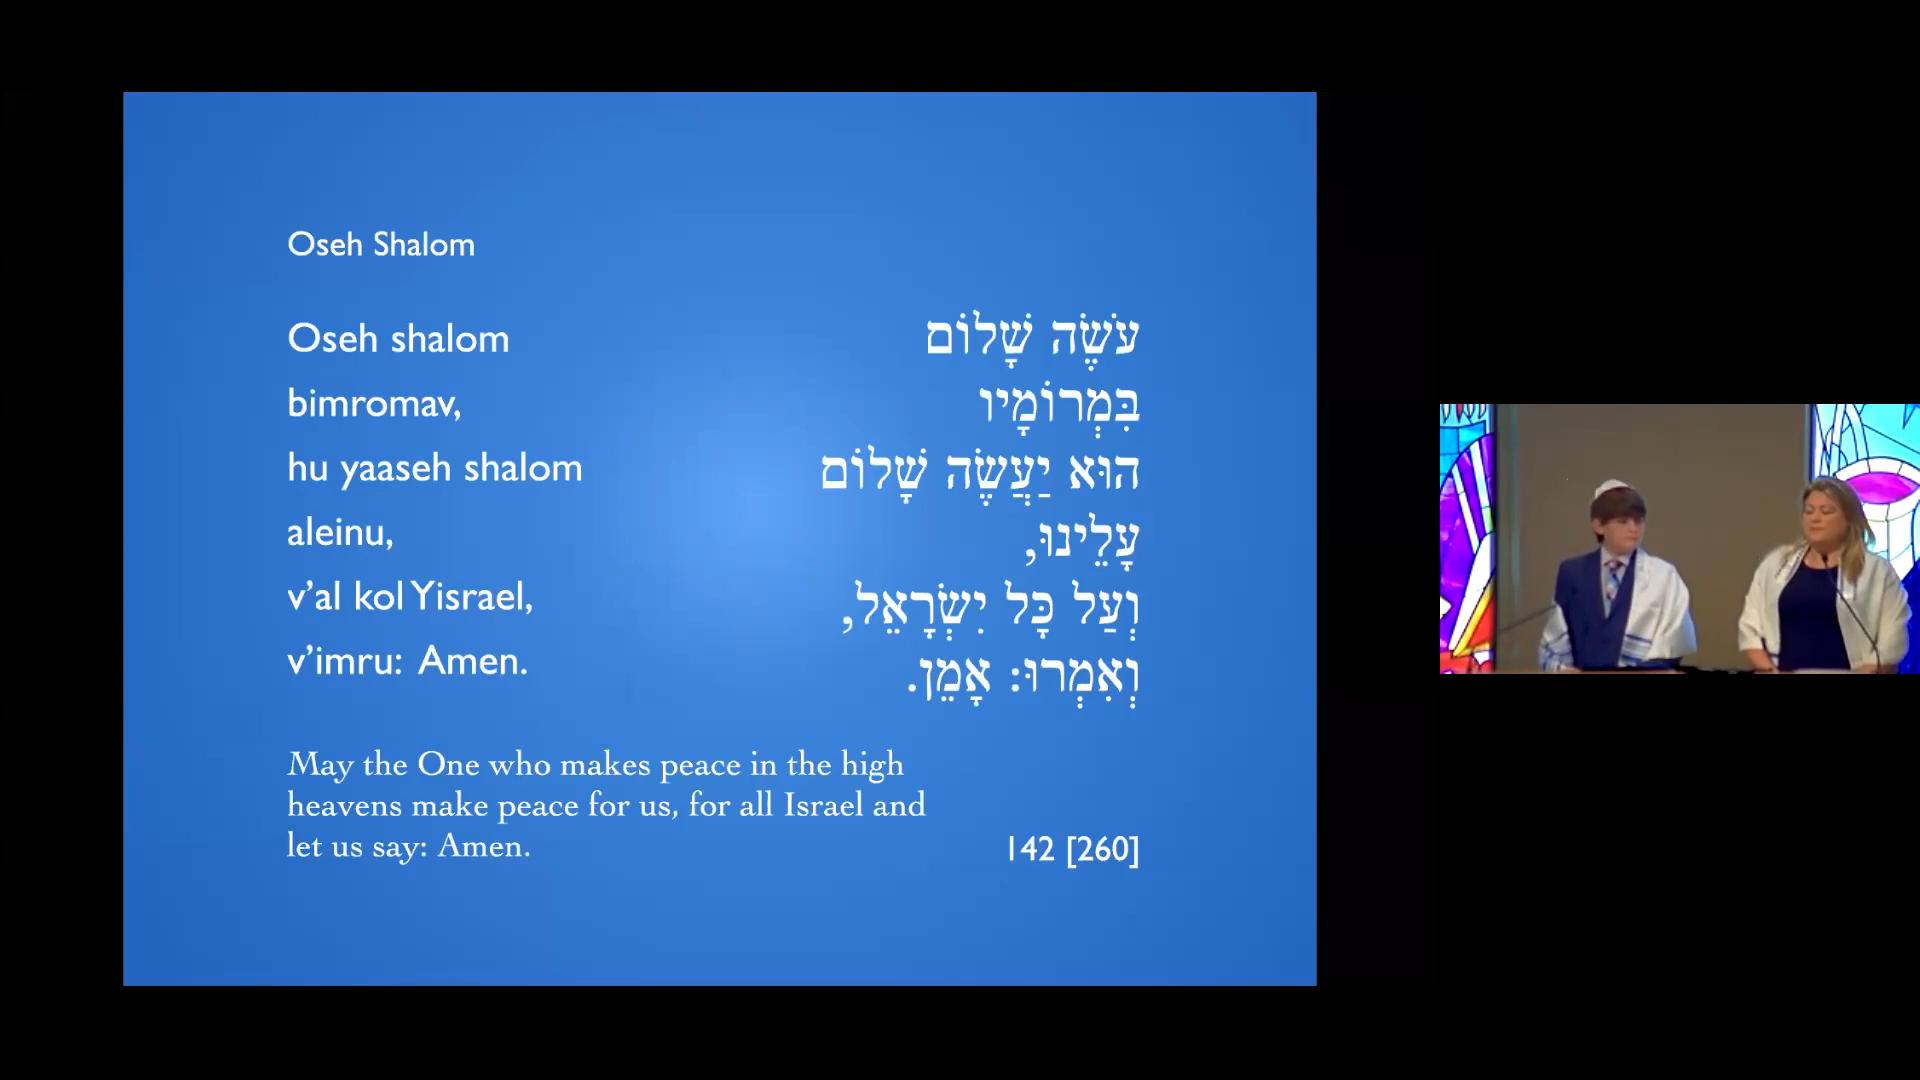 Oseh Shalom
Oseh shalom
bimromav,
hu yaaseh shalom
aleinu,
v’al kol Yisrael,
v’imru: Amen.
עֹשֶׂה שָׁלוֹם
בִּמְרוֹמָיו
הוּא יַעֲשֶׂה שָׁלוֹם
עָלֵינוּ,
וְעַל כָּל יִשְׂרָאֵל,
וְאִמְרוּ: אָמֵן.
May the One who makes peace in the high
heavens make peace for us, for all Israel and
let us say: Amen.
142 [260]